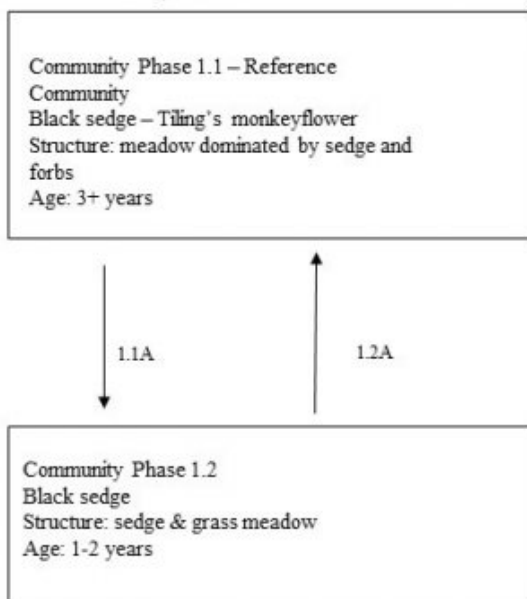 Community Phase 1.1 – Reference
Community
Black sedge – Tiling's monkeyflower
Structure: meadow dominated by sedge and
forbs
Age: 3+ years
1.1A
1.2A
Community Phase 1.2
Black sedge
Structure: sedge & grass meadow
Age: 1-2 years